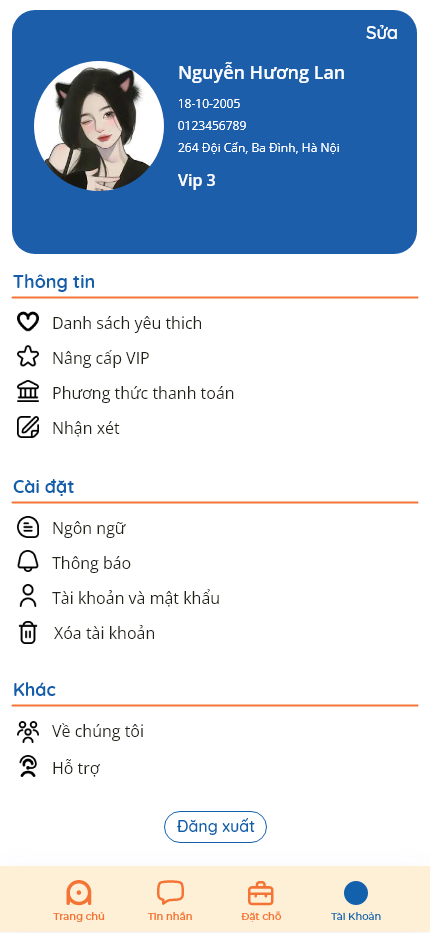 Sửa
Nguyễn Hương Lan
18-10-2005
0123456789
264 Đội Cấn, Ba Đình, Hà Nội
Vip 3
Thông tin
Danh sách yêu thich
Nâng cấp VIP
Phương thức thanh toán
Nhận xét
Cài đặt
Ngôn ngữ
Thông báo
Tài khoản và mật khẩu
Xóa tài khoản
Khác
Về chúng tôi
Hỗ trợ
Đăng xuất
Trang chủ
Tin nhắn
Đặt chỗ
Tài Khoản